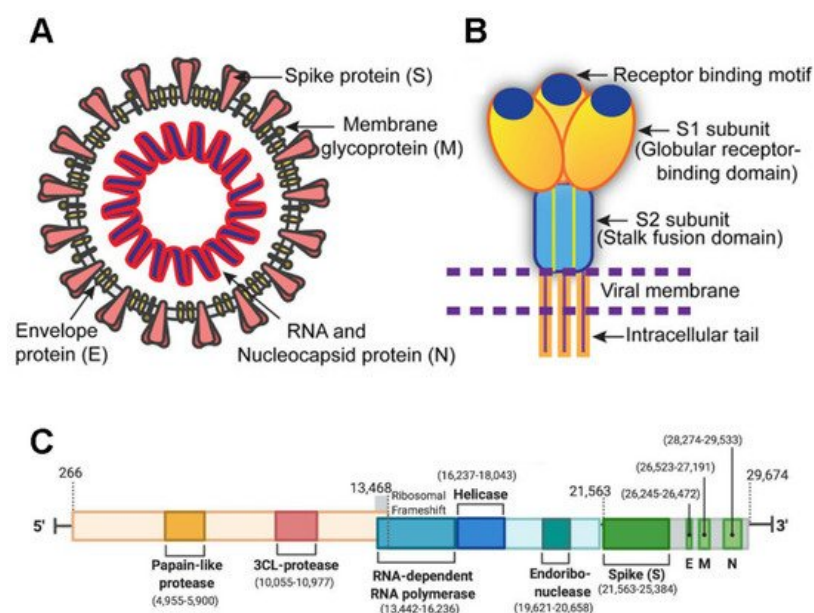 A
Spike protein (S)
Membrane
glycoprotein (M)
Envelope
protein (E)
RNA and
Nucleocapsid protein (N)
B
Receptor binding motif
S1 subunit
(Globular receptor-
binding domain)
S2 subunit
(Stalk fusion domain)
Viral membrane
Intracellular tail
C
266
13,468
Ribosomal
Frameshift
(16,237-18,043)
Helicase
21,563
(28,274-29,533)
(26,523-27,191)
(26,245-26,472)
29,674
5'
3'
Papain-like
protease
(4,955-5,900)
3CL-protease
(10,055-10,977)
RNA-dependent
RNA polymerase
(13,442-16,236)
Endoribo-
nuclease
(19,621-20,658)
Spike (S)
(21,563-25,384)
E M N